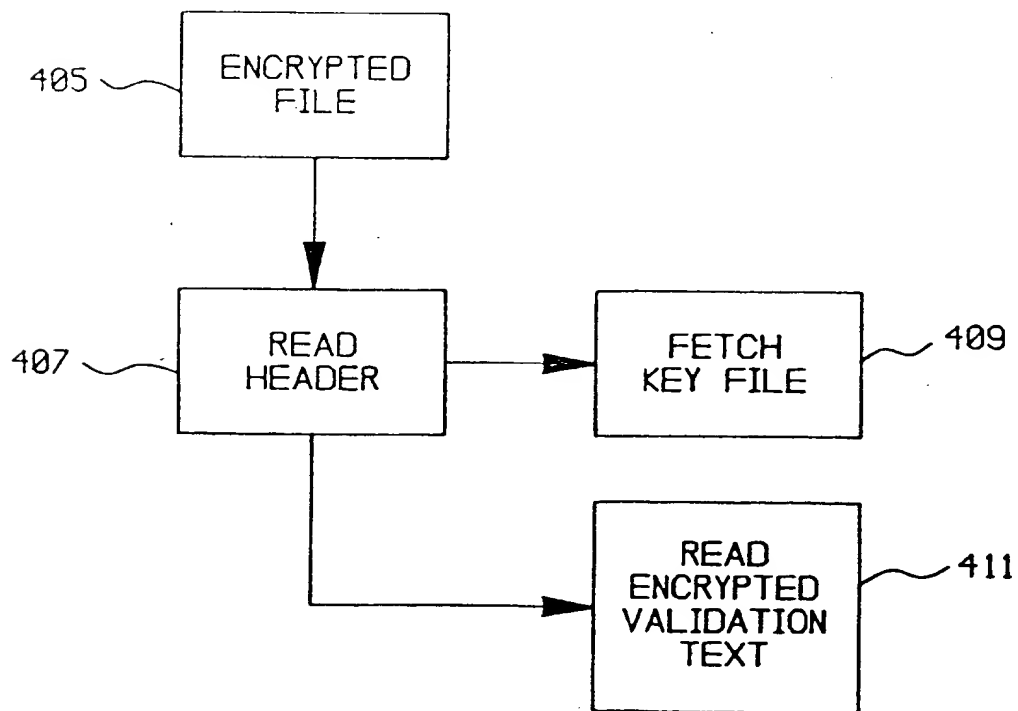 405
ENCRYPTED
FILE
407
READ
HEADER
FETCH
KEY FILE
409
READ
ENCRYPTED
VALIDATION
TEXT
411